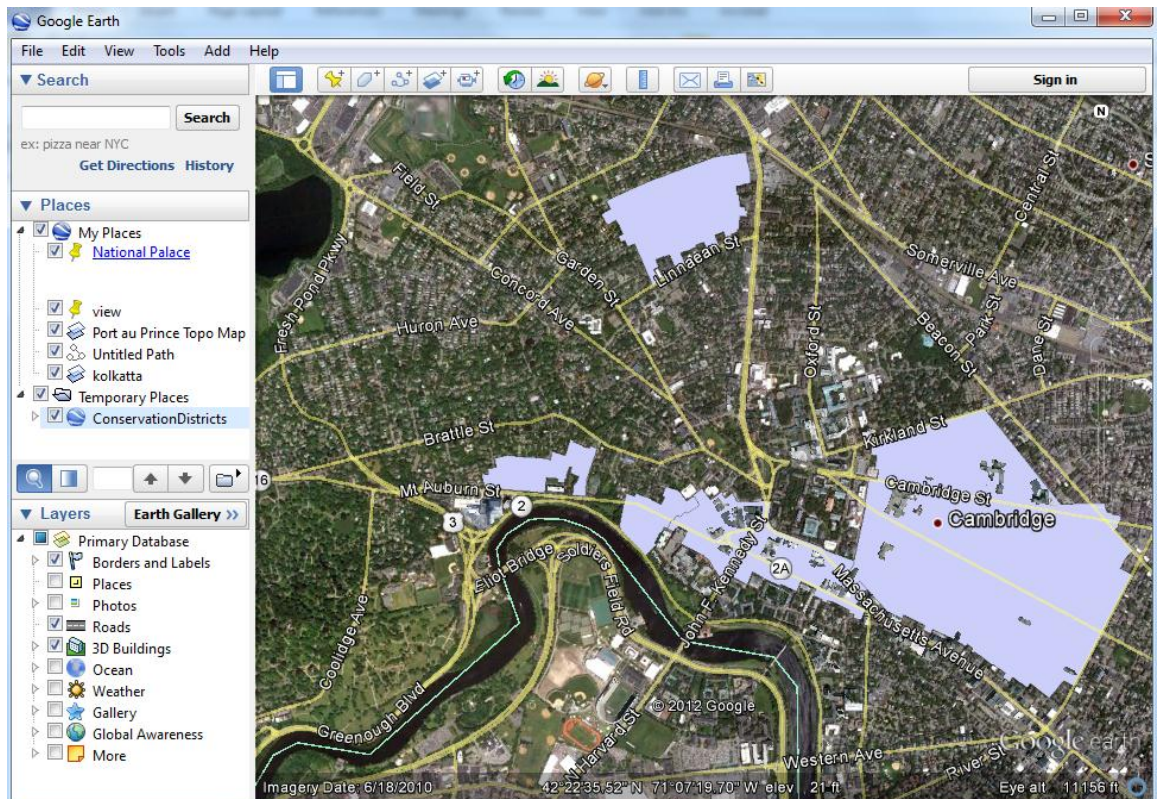 Google Earth
File Edit View Tools Add Help
Search
Search
ex: pizza near NYC
Get Directions History
Places
My Places
National Palace
view
Port au Prince Topo Map
Untitled Path
kolkatta
Temporary Places
ConservationDistricts
Layers
Earth Gallery >>
Primary Database
Borders and Labels
Places
Photos
Roads
3D Buildings
Ocean
Weather
Gallery
Global Awareness
More
Sign in
N
Field St
Central St
Fresh Pond Pkwy
Garden St
Linnaean St
Concord Ave
Somerville Ave
Huron Ave
Oxford St
Beacon St
Park St
Dane St
Brattle St
Kirkland St
16
Mt Auburn St
Cambridge St
2
3
Cambridge
Eliot Bridge
Soldiers Field Rd
John F. Kennedy St
2A
Massachusetts Avenue
Coolidge Ave
Greenough Blvd
© 2012 Google
N Harvard St
Western Ave
River St
Google earth
Imagery Date: 6/18/2010 42°22'35.52" N 71°07'19.70" W elev 21 ft Eye alt 11156 ft